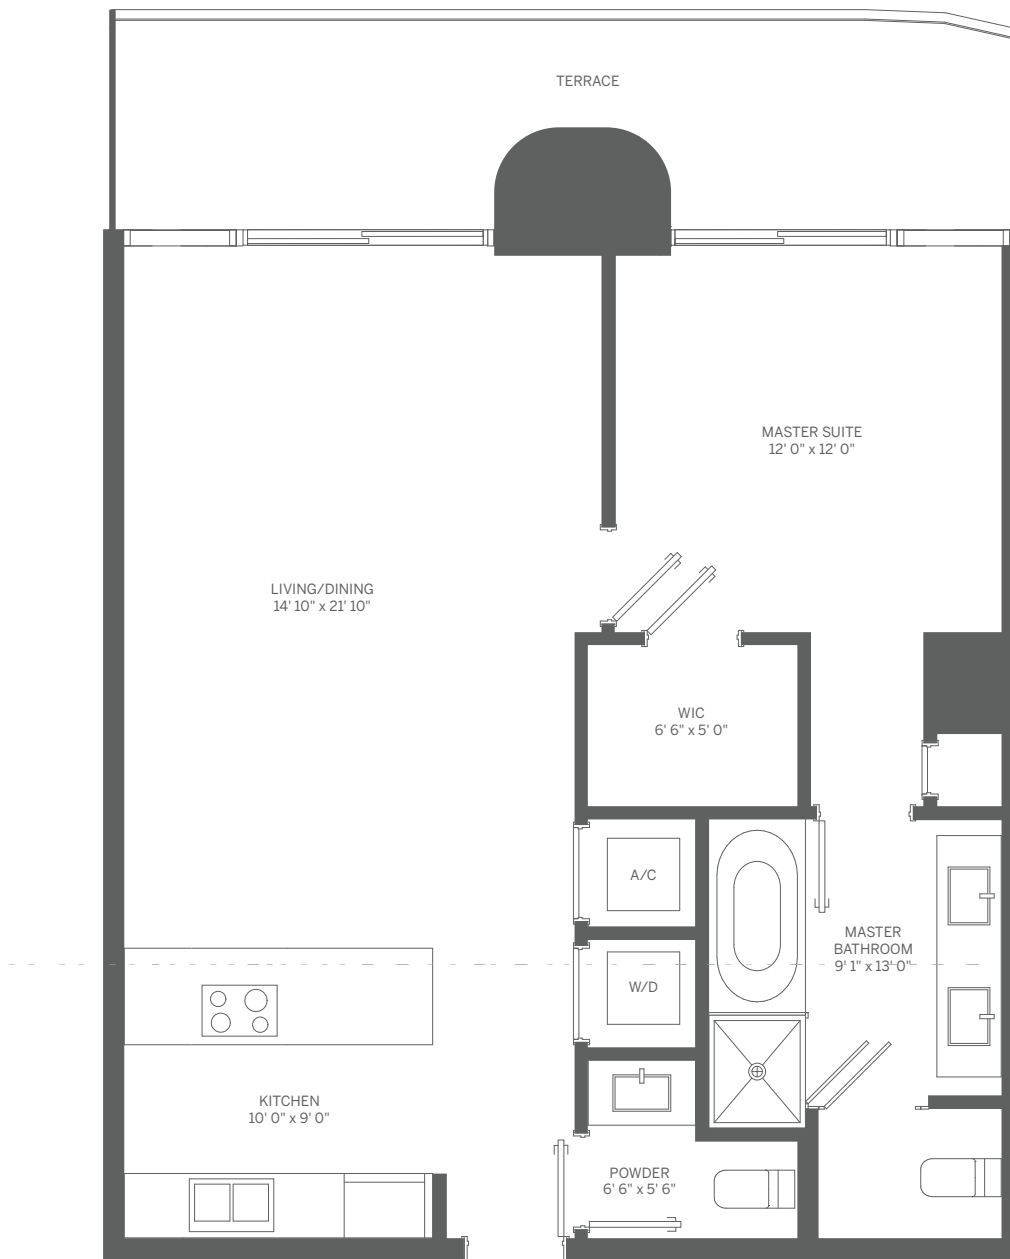 TERRACE
MASTER SUITE
12' 0" x 12' 0"
LIVING/DINING
14' 10" x 21' 10"
WIC
6' 6" x 5' 0"
A/C
MASTER
BATHROOM
9' 1" x 13' 0"
W/D
KITCHEN
10' 0" x 9' 0"
POWDER
6' 6" x 5' 6"